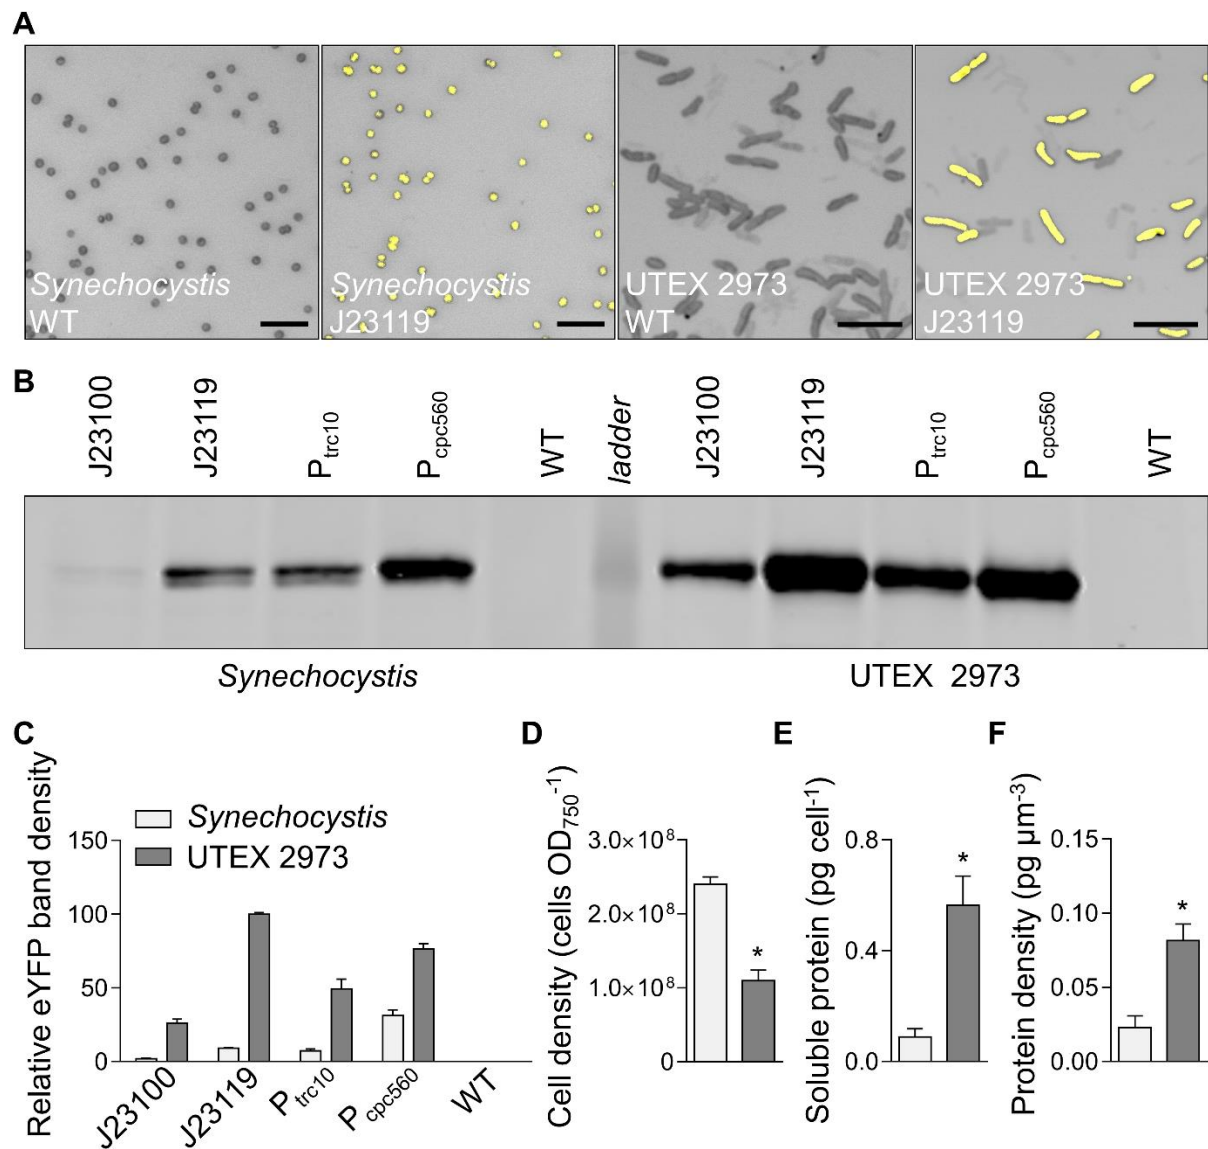 A
Synechocystis
WT
Synechocystis
J23119
UTEX 2973
WT
UTEX 2973
J23119
B
J23100
J23119
Ptrc10
Pcpc560
WT
ladder
J23100
J23119
Ptrc10
Pcpc560
WT
Synechocystis
UTEX 2973
C
Relative eYFP band density
Synechocystis
UTEX 2973
150
100
50
0
J23100
J23119
Ptrc10
Pcpc560
WT
D
Cell density (cells OD750-1)
3.0×108
2.0×108
1.0×108
0
*
E
Soluble protein (pg cell-1)
0.8
0.4
0.0
*
F
Protein density (pg µm-3)
0.15
0.10
0.05
0.00
*